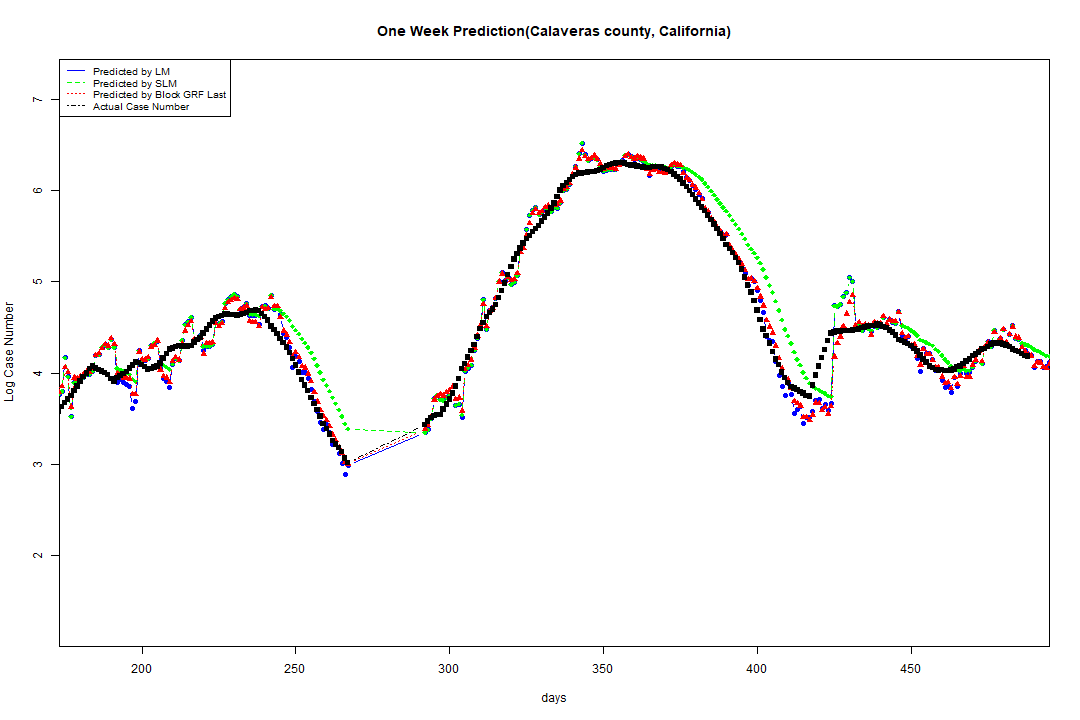 One Week Prediction(Calaveras county, California)
Predicted by LM
Predicted by SLM
Predicted by Block GRF Last
Actual Case Number
7
6
5
4
3
2
Log Case Number
200 250 300 350 400 450
days